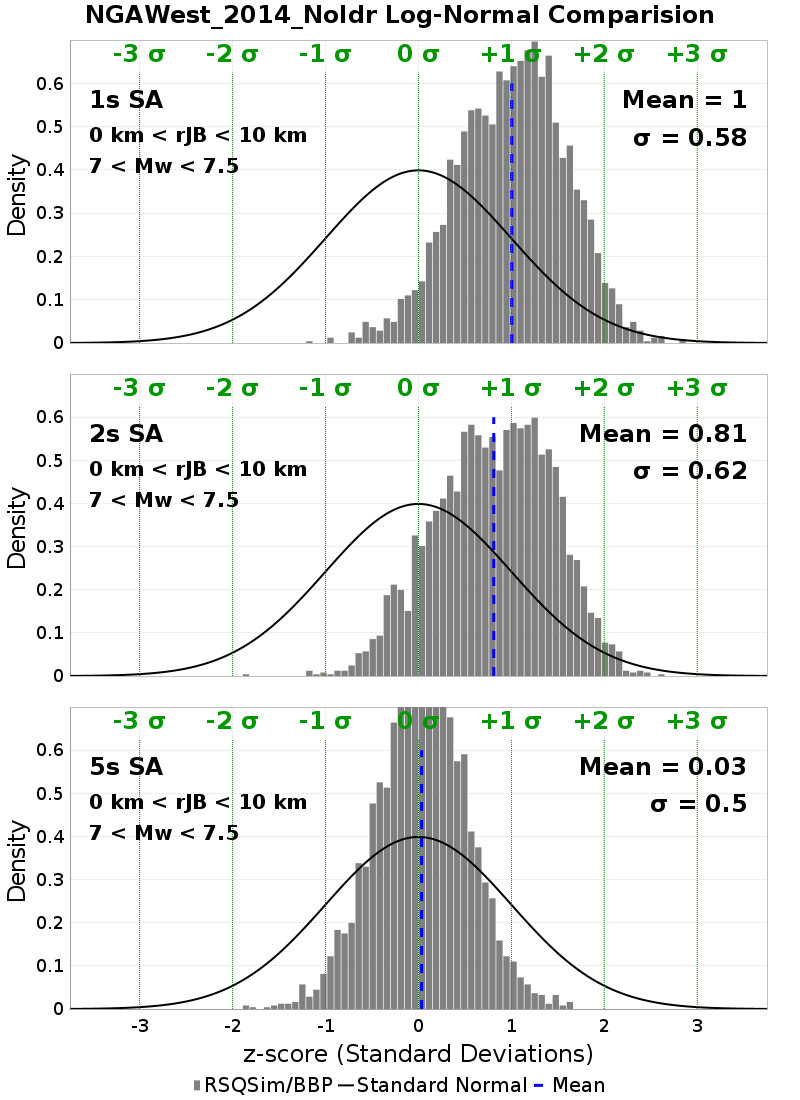 NGAWest_2014_NoIdr Log-Normal Comparision
-3 σ -2 σ -1 σ 0 σ +1 σ +2 σ +3 σ
1s SA Mean = 1
0 km < rJB < 10 km σ = 0.58
7 < Mw < 7.5
Density
0.6
0.5
0.4
0.3
0.2
0.1
0
-3 σ -2 σ -1 σ 0 σ +1 σ +2 σ +3 σ
2s SA Mean = 0.81
0 km < rJB < 10 km σ = 0.62
7 < Mw < 7.5
Density
0.6
0.5
0.4
0.3
0.2
0.1
0
-3 σ -2 σ -1 σ 0 σ +1 σ +2 σ +3 σ
5s SA Mean = 0.03
0 km < rJB < 10 km σ = 0.5
7 < Mw < 7.5
Density
0.6
0.5
0.4
0.3
0.2
0.1
0
-3 -2 -1 0 1 2 3
z-score (Standard Deviations)
RSQSim/BBP Standard Normal Mean